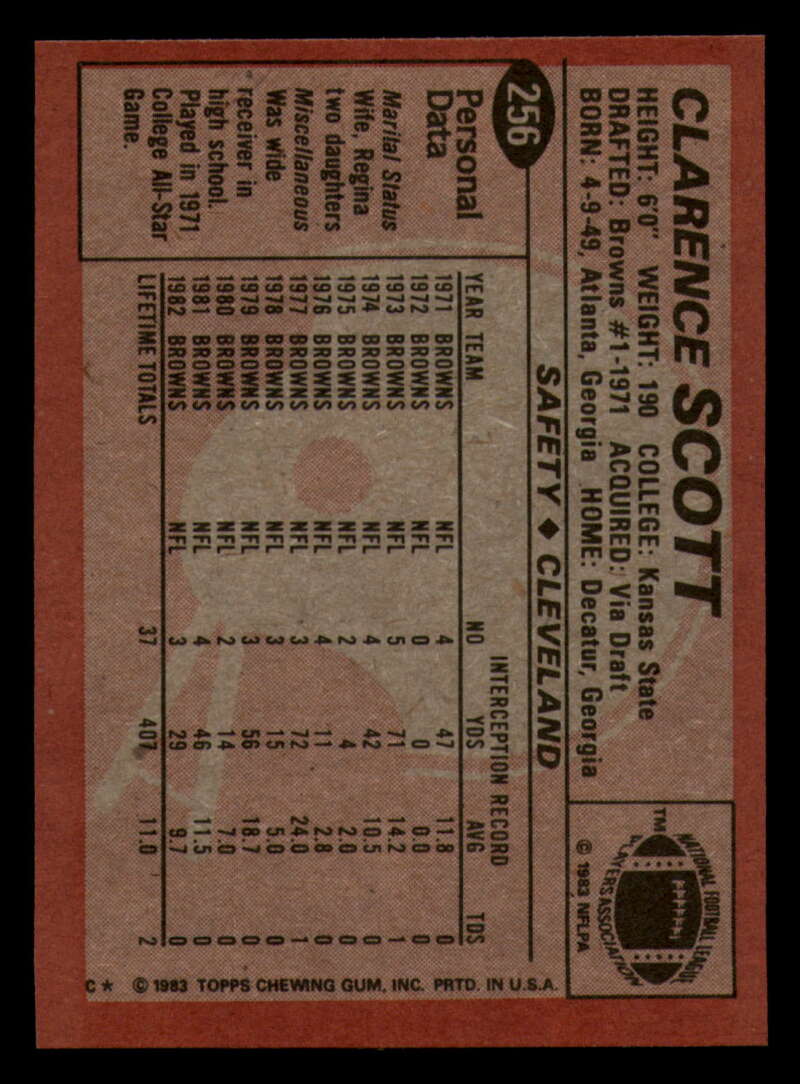 CLARENCE SCOTT
HEIGHT: 6'0" WEIGHT: 190 COLLEGE: Kansas State
DRAFTED: Browns #1-1971 ACQUIRED: Via Draft
BORN: 4-9-49, Atlanta, Georgia HOME: Decatur, Georgia
NATIONAL FOOTBALL LEAGUE
PLAYERS ASSOCIATION
TM
© 1983 NFLPA
256
SAFETY ♦ CLEVELAND
Personal
Data
Marital Status
Wife, Regina
two daughters
Miscellaneous
Was wide
receiver in
high school.
Played in 1971
College All-Star
Game.
INTERCEPTION RECORD
YEAR TEAM NO YDS AVG TDS
1971 BROWNS NFL 4 47 11.8 0
1972 BROWNS NFL 0 0 0.0 0
1973 BROWNS NFL 5 71 14.2 1
1974 BROWNS NFL 4 42 10.5 0
1975 BROWNS NFL 2 4 2.0 0
1976 BROWNS NFL 4 11 2.8 0
1977 BROWNS NFL 3 72 24.0 1
1978 BROWNS NFL 3 15 5.0 0
1979 BROWNS NFL 3 56 18.7 0
1980 BROWNS NFL 2 14 7.0 0
1981 BROWNS NFL 4 46 11.5 0
1982 BROWNS NFL 3 29 9.7 0
LIFETIME TOTALS 37 407 11.0 2
C* © 1983 TOPPS CHEWING GUM, INC. PRTD. IN U.S.A.